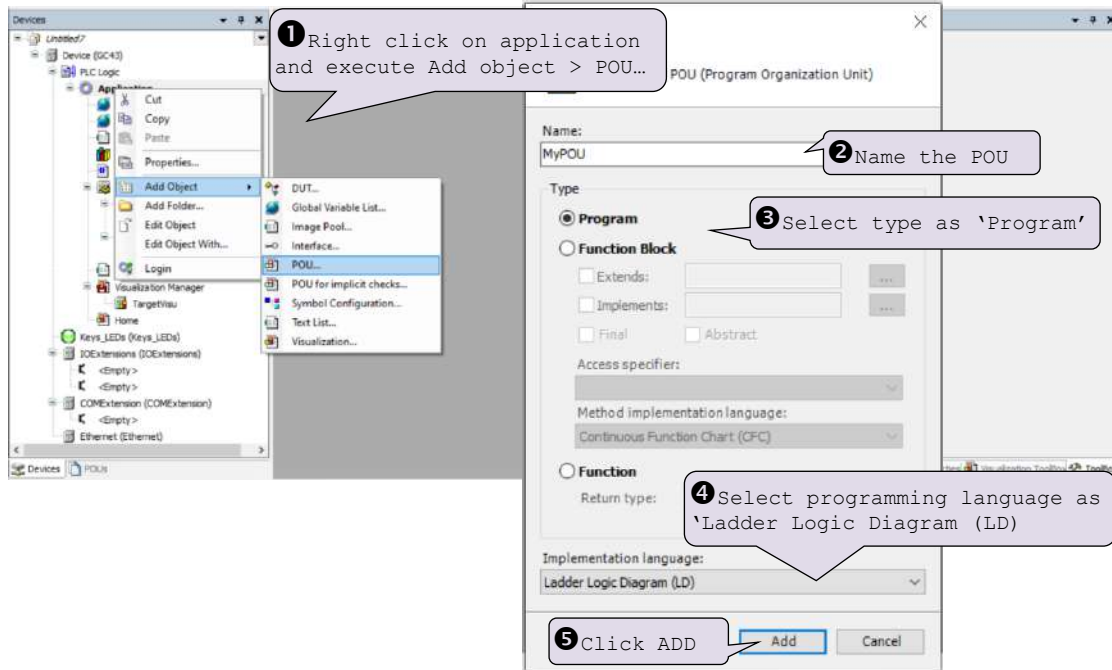 Devices
Untitled7
Device (GC43)
PLC Logic
Application
Cut
Copy
Paste
Properties...
Add Object
Add Folder...
Edit Object
Edit Object With...
Login
Visualization Manager
TargetVisu
Home
Keys_LEDs (Keys_LEDs)
IOExtensions (IOExtensions)
<Empty>
<Empty>
COMExtension (COMExtension)
<Empty>
Ethernet (Ethernet)
Devices
POUs
DUT...
Global Variable List...
Image Pool...
Interface...
POU...
POU for implicit checks...
Symbol Configuration...
Text List...
Visualization...
❶Right click on application
and execute Add object > POU…
POU (Program Organization Unit)
Name:
MyPOU
❷Name the POU
Type
Program
❸Select type as ‘Program’
Function Block
Extends:
...
Implements:
...
Final
Abstract
Access specifier:
Method implementation language:
Continuous Function Chart (CFC)
Function
Return type:
❹Select programming language as
‘Ladder Logic Diagram (LD)
Implementation language:
Ladder Logic Diagram (LD)
❺Click ADD
Add
Cancel
Visualization ToolBox